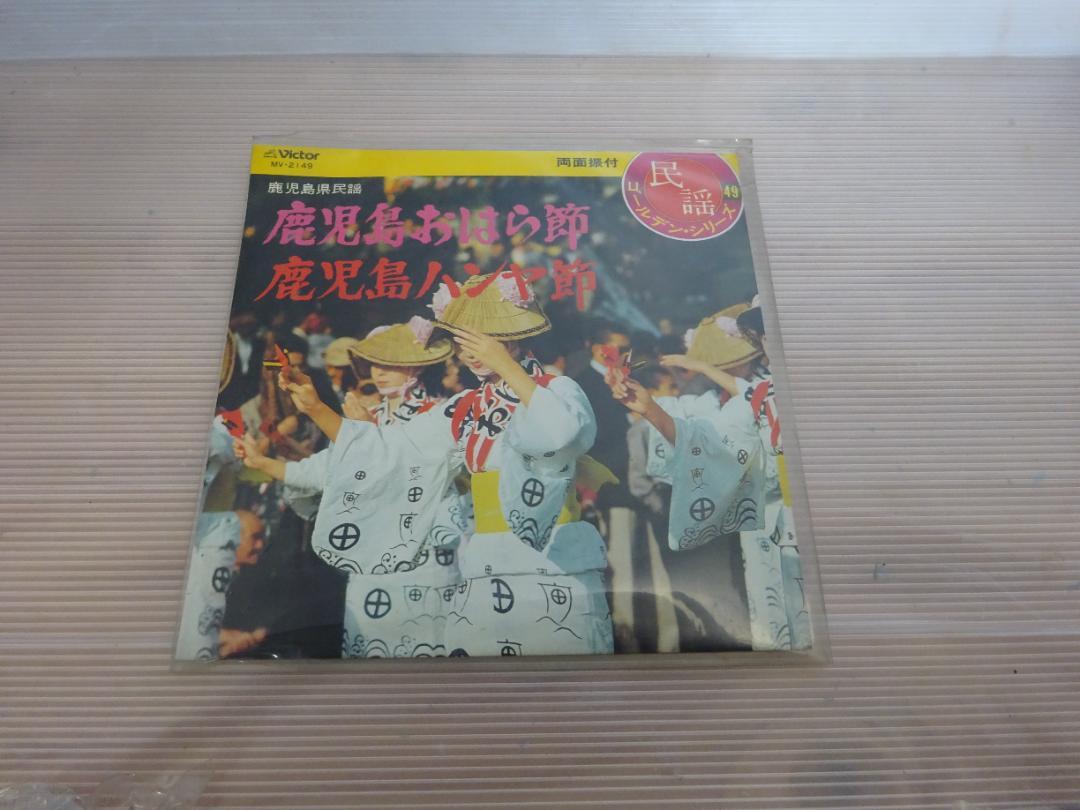 Victor
MV-2149
両面振付
民謡
ゴールデン・シリーズ
49
鹿児島県民謡
鹿児島おはら節
鹿児島ハンヤ節